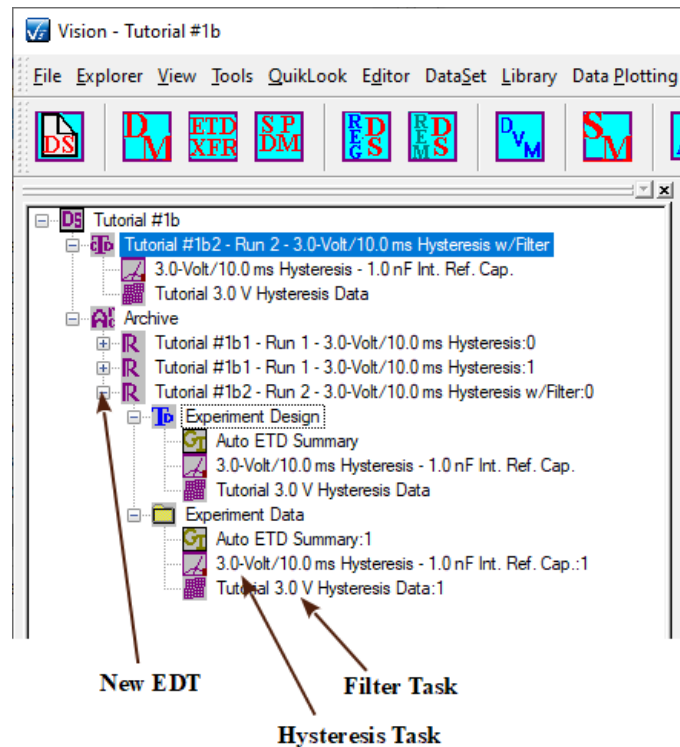 Vision - Tutorial #1b
File Explorer View Tools QuikLook Editor DataSet Library Data Plotting
DS DM ETD XFR SP DM REG DS REM DS DVM SM
DS Tutorial #1b
Tutorial #1b2 - Run 2 - 3.0-Volt/10.0 ms Hysteresis w/Filter
3.0-Volt/10.0 ms Hysteresis - 1.0 nF Int. Ref. Cap.
Tutorial 3.0 V Hysteresis Data
Archive
R Tutorial #1b1 - Run 1 - 3.0-Volt/10.0 ms Hysteresis:0
R Tutorial #1b1 - Run 1 - 3.0-Volt/10.0 ms Hysteresis:1
R Tutorial #1b2 - Run 2 - 3.0-Volt/10.0 ms Hysteresis w/Filter:0
Experiment Design
GT Auto ETD Summary
3.0-Volt/10.0 ms Hysteresis - 1.0 nF Int. Ref. Cap.
Tutorial 3.0 V Hysteresis Data
Experiment Data
GT Auto ETD Summary:1
3.0-Volt/10.0 ms Hysteresis - 1.0 nF Int. Ref. Cap.:1
Tutorial 3.0 V Hysteresis Data:1
New EDT
Filter Task
Hysteresis Task